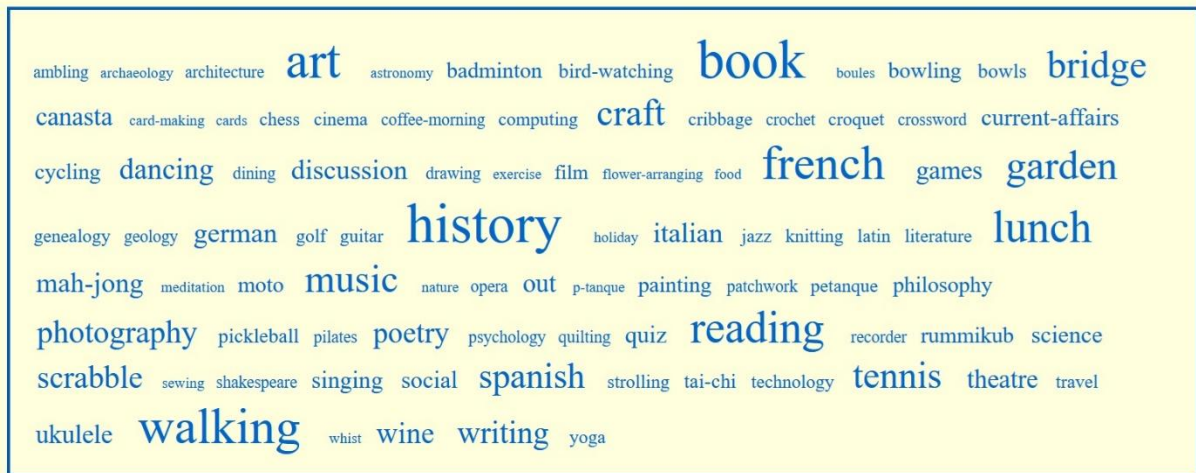 ambling archaeology architecture art astronomy badminton bird-watching book boules bowling bowls bridge
canasta card-making cards chess cinema coffee-morning computing craft cribbage crochet croquet crossword current-affairs
cycling dancing dining discussion drawing exercise film flower-arranging food french games garden
genealogy geology german golf guitar history holiday italian jazz knitting latin literature lunch
mah-jong meditation moto music nature opera out p-tanque painting patchwork petanque philosophy
photography pickleball pilates poetry psychology quilting quiz reading recorder rummikub science
scrabble sewing shakespeare singing social spanish strolling tai-chi technology tennis theatre travel
ukulele walking whist wine writing yoga